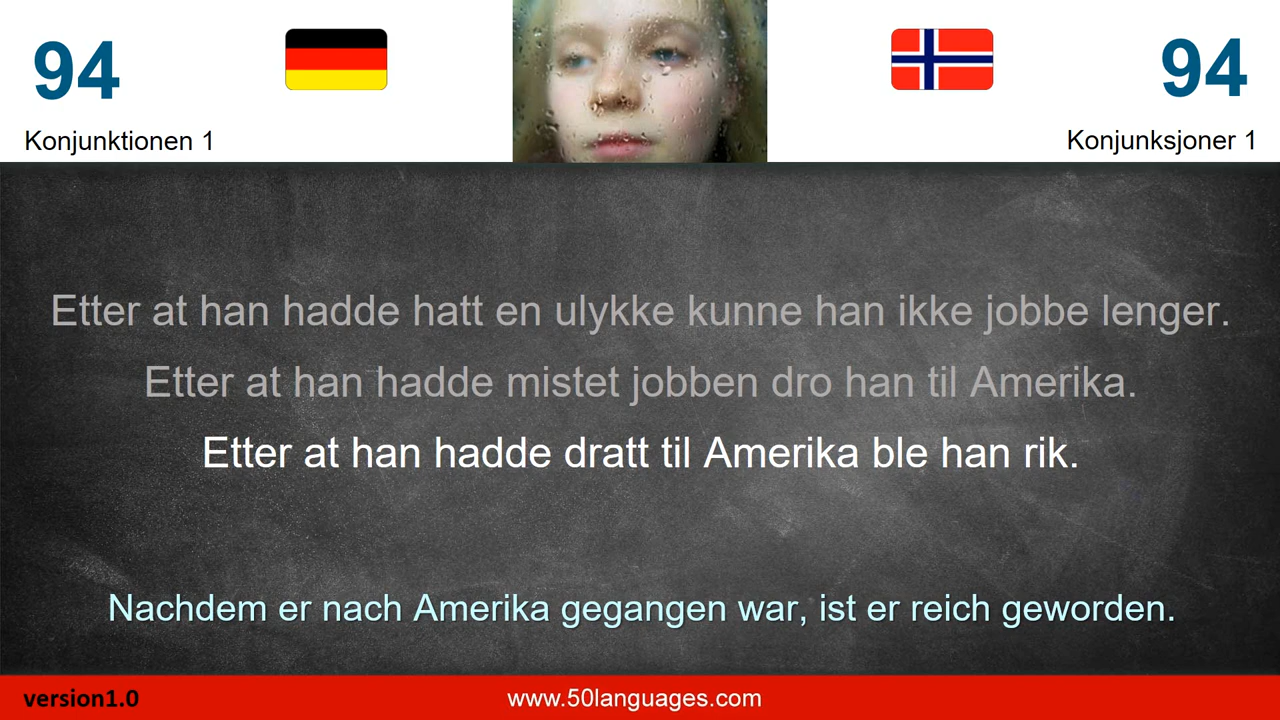 94
94
Konjunktionen 1
Konjunksjoner 1
Etter at han hadde hatt en ulykke kunne han ikke jobbe lenger.
Etter at han hadde mistet jobben dro han til Amerika.
Etter at han hadde dratt til Amerika ble han rik.
Nachdem er nach Amerika gegangen war, ist er reich geworden.
version1.0
www.50languages.com